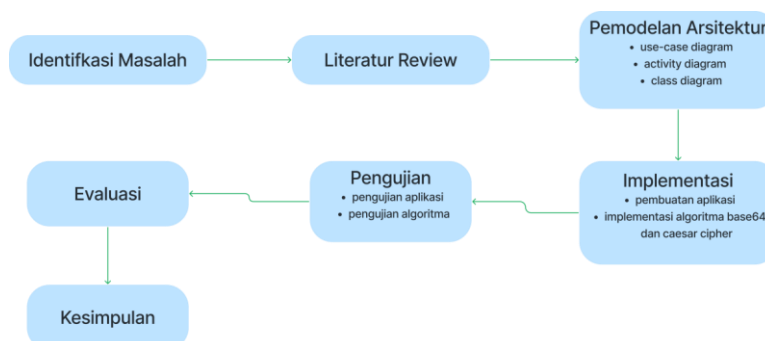 Identifkasi Masalah
Literatur Review
Pemodelan Arsitektur
• use-case diagram
• activity diagram
• class diagram
Implementasi
• pembuatan aplikasi
• implementasi algoritma base64
dan caesar cipher
Pengujian
• pengujian aplikasi
• pengujian algoritma
Evaluasi
Kesimpulan